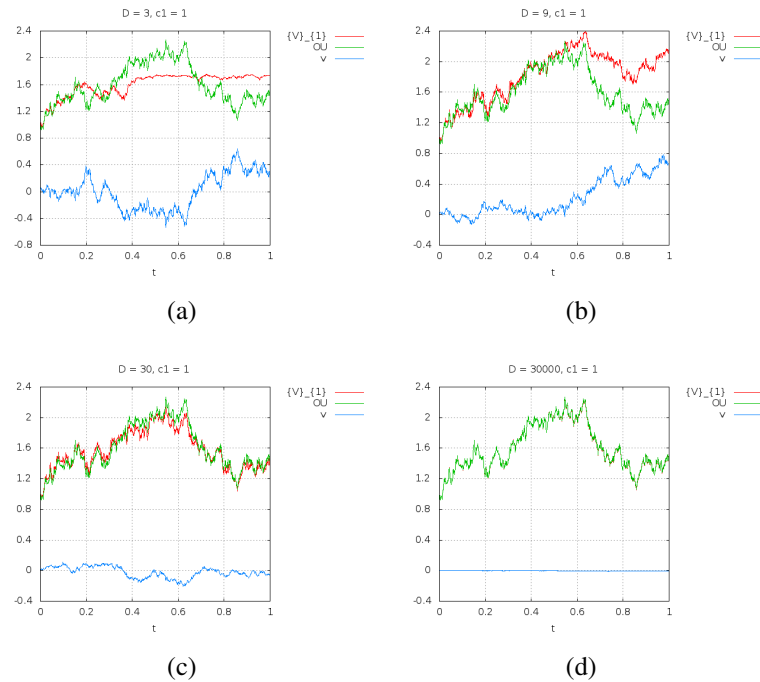 D = 3, c1 = 1
{V}_{1}
OU
v
2.4
2
1.6
1.2
0.8
0.4
0
-0.4
-0.8
0 0.2 0.4 0.6 0.8 1
t
(a)
D = 9, c1 = 1
{V}_{1}
OU
v
2.4
2
1.6
1.2
0.8
0.4
0
-0.4
0 0.2 0.4 0.6 0.8 1
t
(b)
D = 30, c1 = 1
{V}_{1}
OU
v
2.4
2
1.6
1.2
0.8
0.4
0
-0.4
0 0.2 0.4 0.6 0.8 1
t
(c)
D = 30000, c1 = 1
{V}_{1}
OU
v
2.4
2
1.6
1.2
0.8
0.4
0
-0.4
0 0.2 0.4 0.6 0.8 1
t
(d)